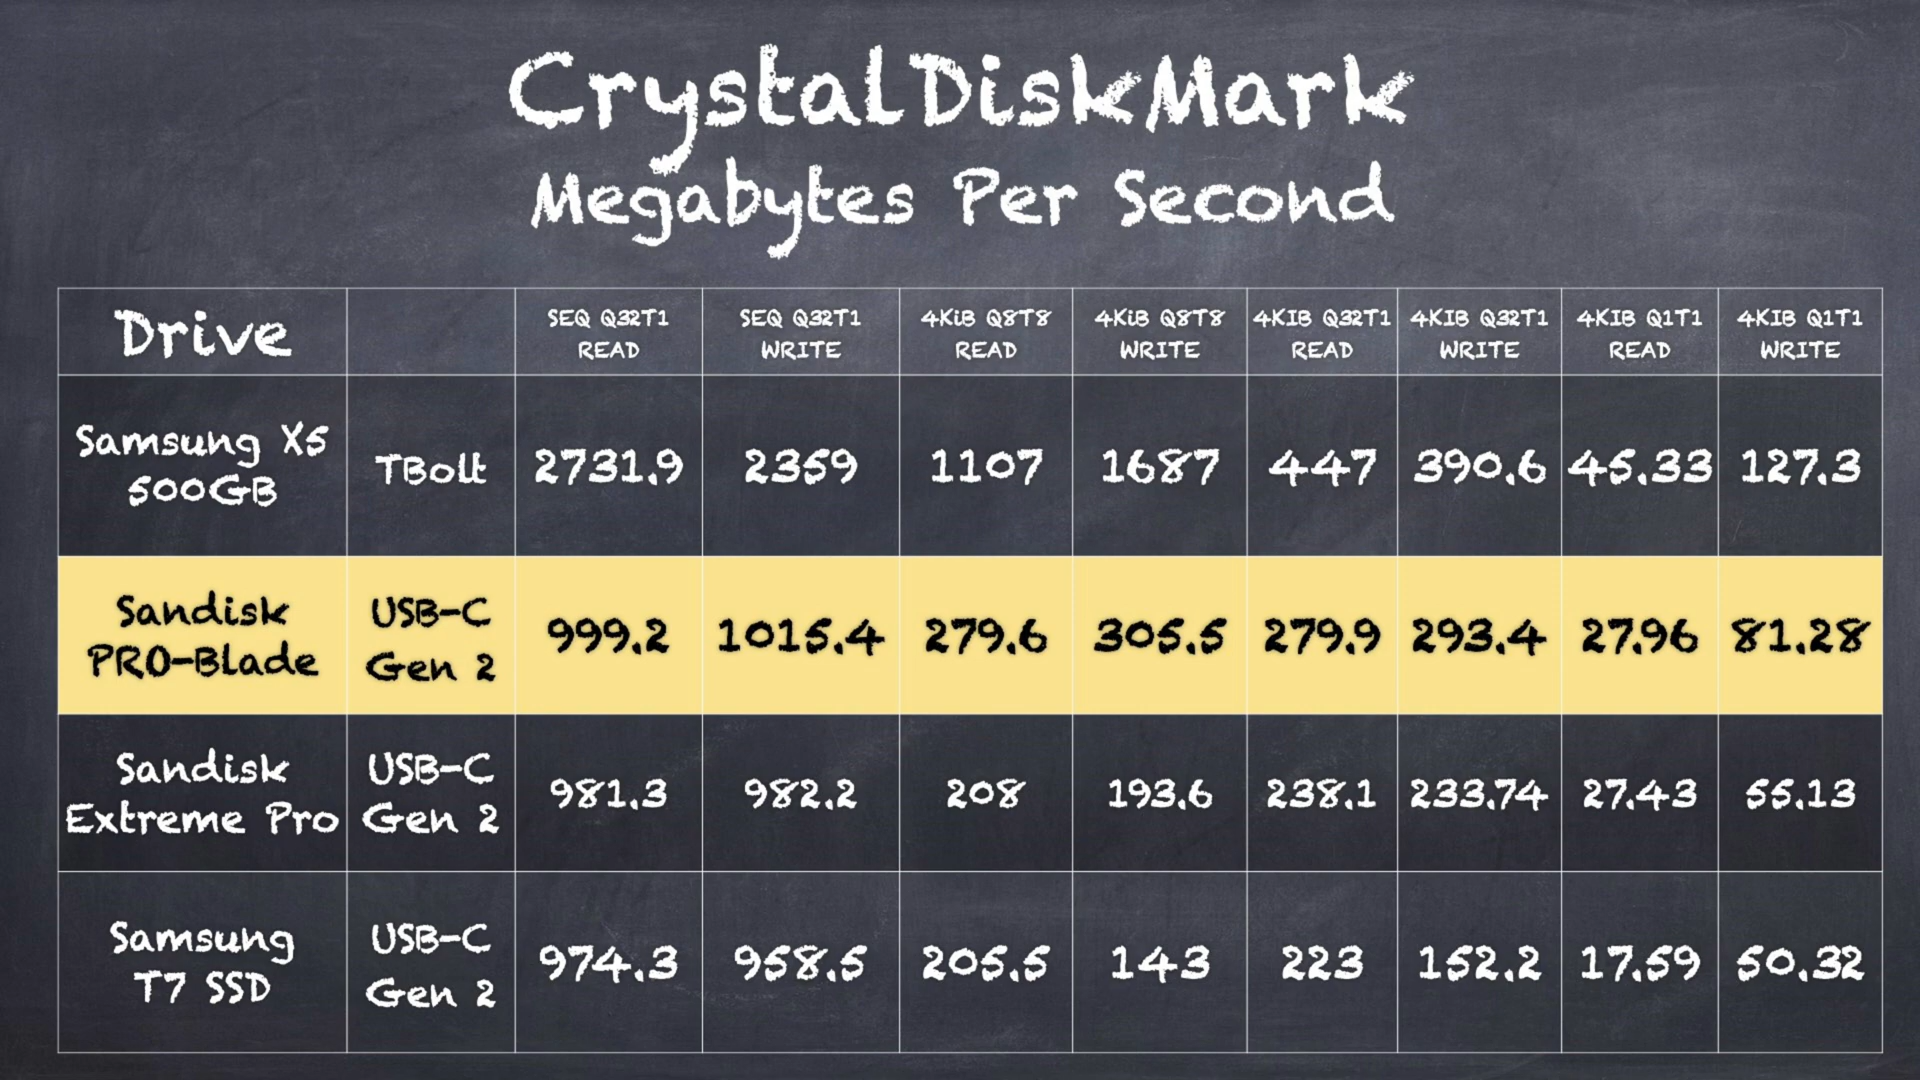 CrystalDiskMark
Megabytes Per Second
Drive
SEQ Q32T1 READ
SEQ Q32T1 WRITE
4KiB Q8T8 READ
4KiB Q8T8 WRITE
4KIB Q32T1 READ
4KIB Q32T1 WRITE
4KIB Q1T1 READ
4KIB Q1T1 WRITE
Samsung X5 500GB
TBolt
2731.9
2359
1107
1687
447
390.6
45.33
127.3
Sandisk PRO-Blade
USB-C Gen 2
999.2
1015.4
279.6
305.5
279.9
293.4
27.96
81.28
Sandisk Extreme Pro
USB-C Gen 2
981.3
982.2
208
193.6
238.1
233.74
27.43
55.13
Samsung T7 SSD
USB-C Gen 2
974.3
958.5
205.5
143
223
152.2
17.59
50.32